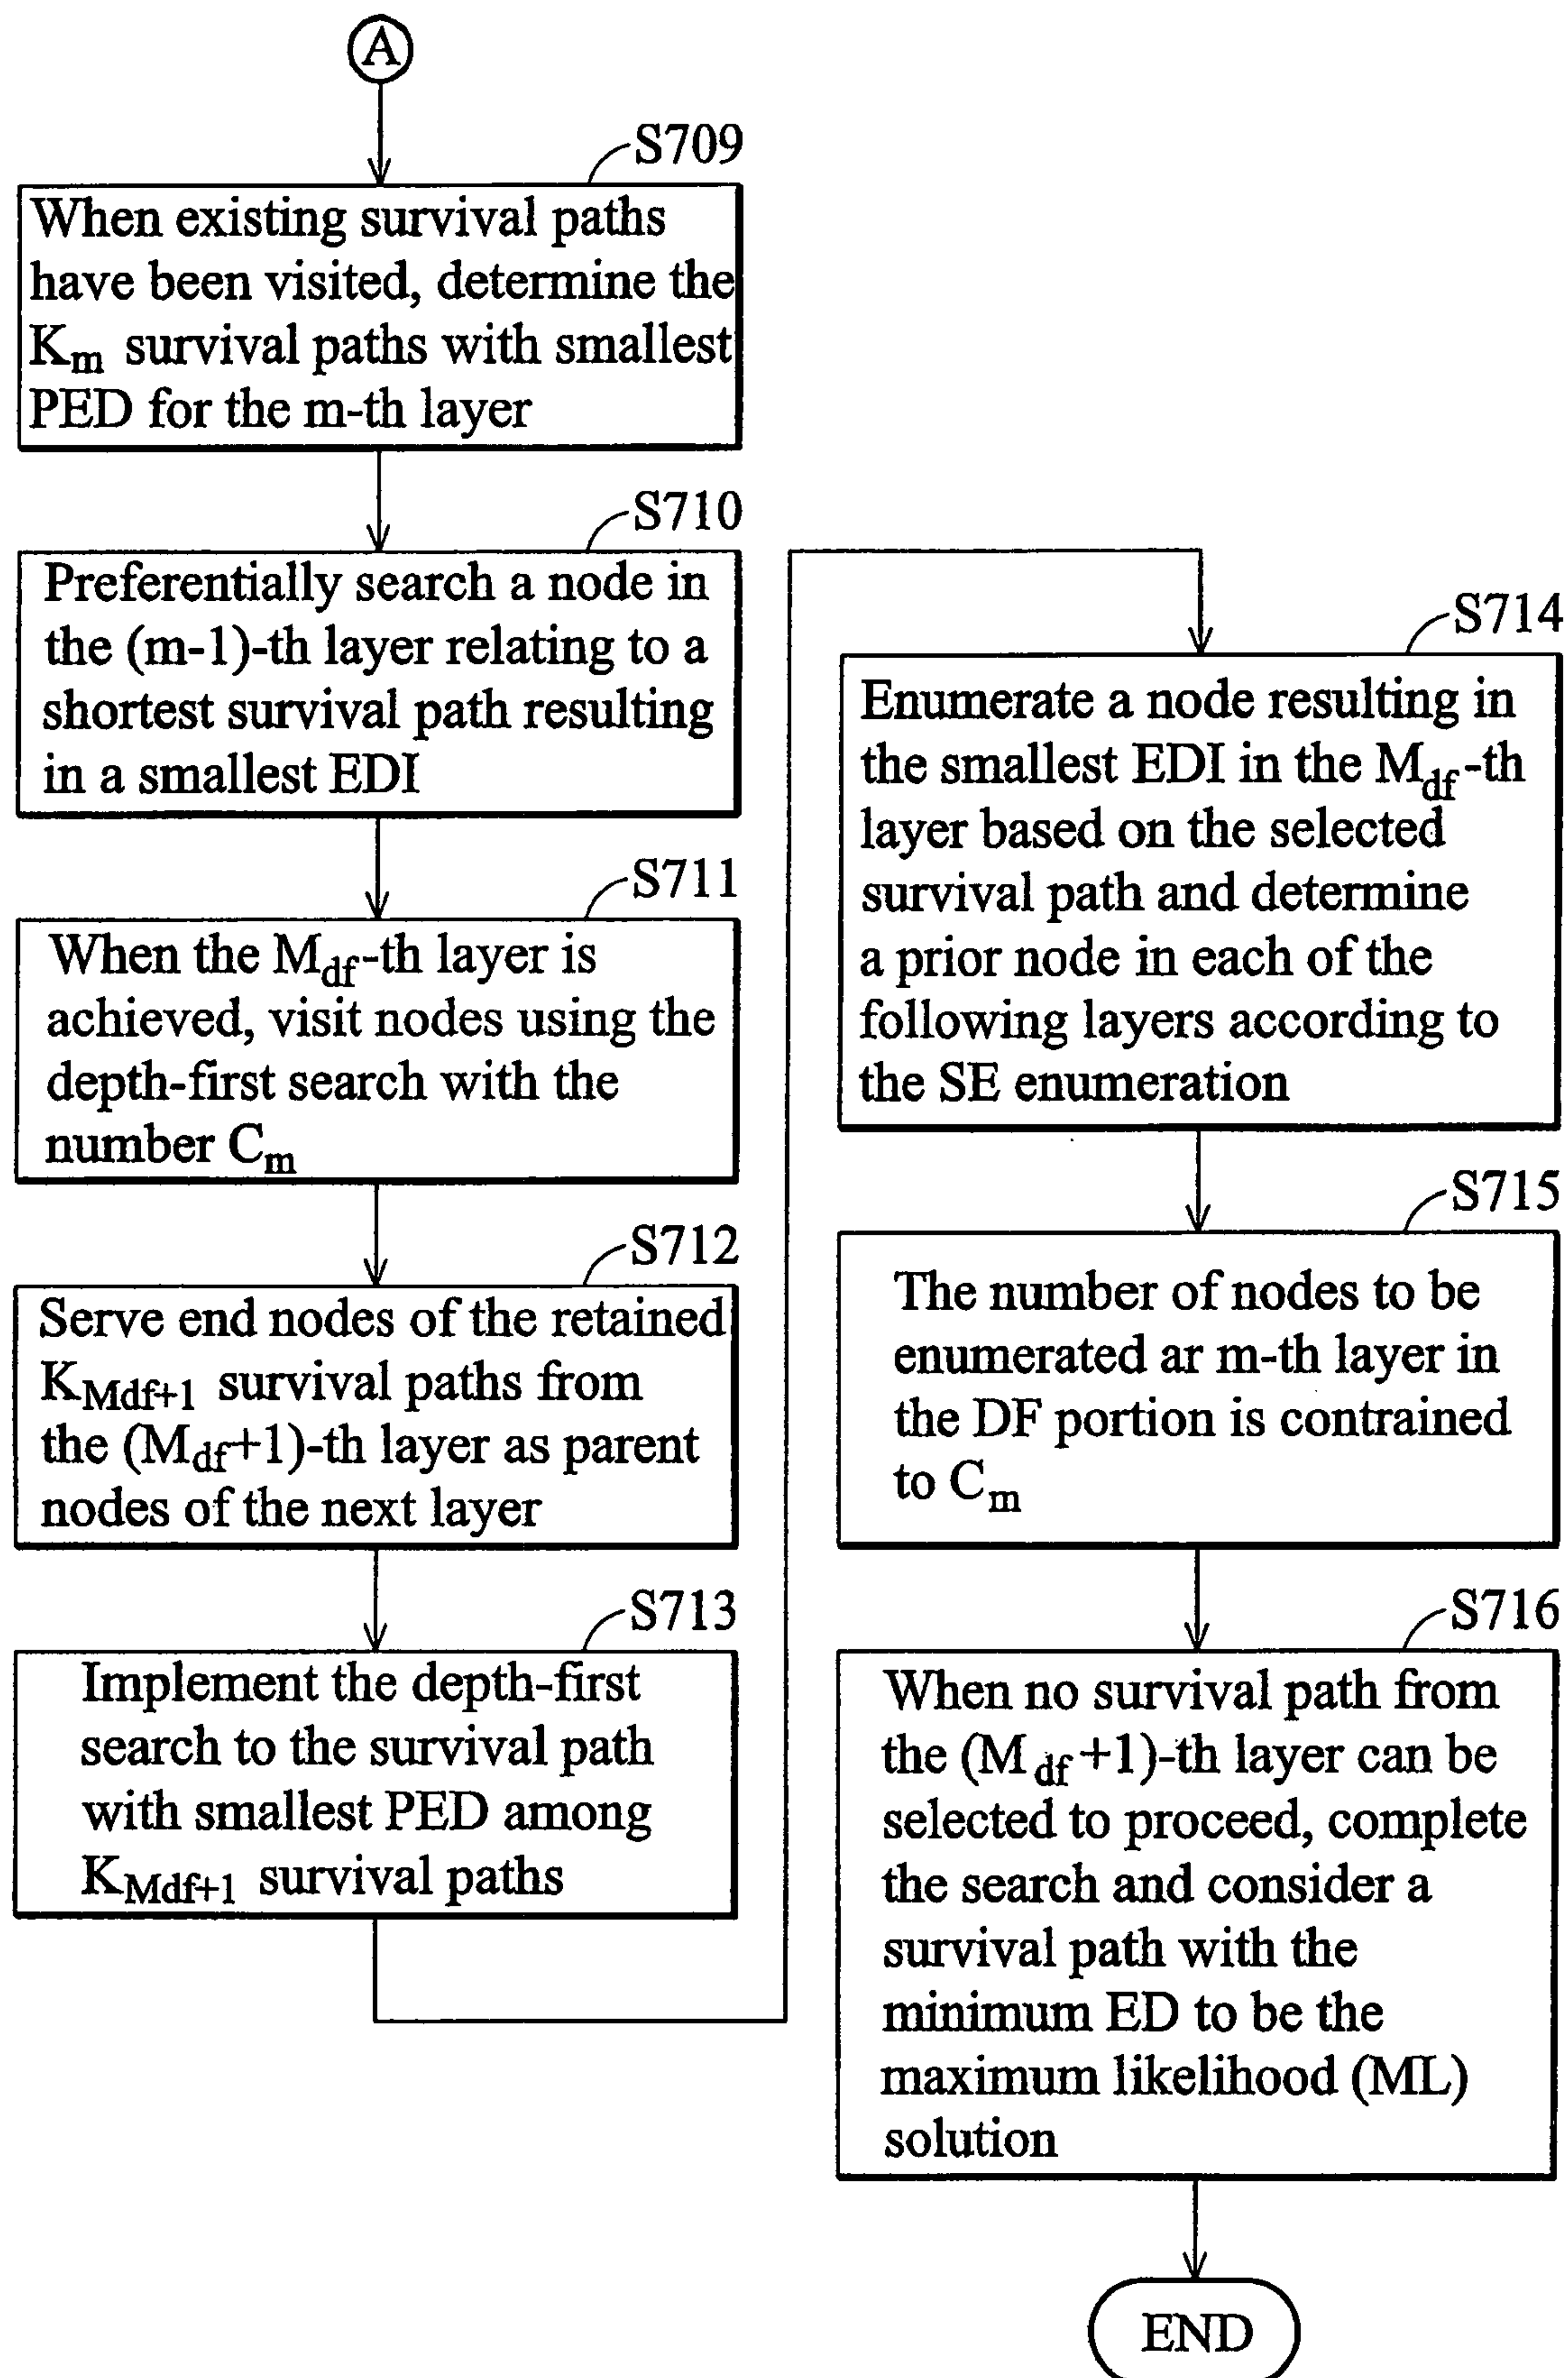 A
S709
When existing survival paths
have been visited, determine the
Km survival paths with smallest
PED for the m-th layer
S710
Preferentially search a node in
the (m-1)-th layer relating to a
shortest survival path resulting
in a smallest EDI
S711
When the Mdf-th layer is
achieved, visit nodes using the
depth-first search with the
number Cm
S712
Serve end nodes of the retained
KMdf+1 survival paths from
the (Mdf+1)-th layer as parent
nodes of the next layer
S713
Implement the depth-first
search to the survival path
with smallest PED among
KMdf+1 survival paths
S714
Enumerate a node resulting in
the smallest EDI in the Mdf-th
layer based on the selected
survival path and determine
a prior node in each of the
following layers according to
the SE enumeration
S715
The number of nodes to be
enumerated ar m-th layer in
the DF portion is contrained
to Cm
S716
When no survival path from
the (Mdf+1)-th layer can be
selected to proceed, complete
the search and consider a
survival path with the
minimum ED to be the
maximum likelihood (ML)
solution
END